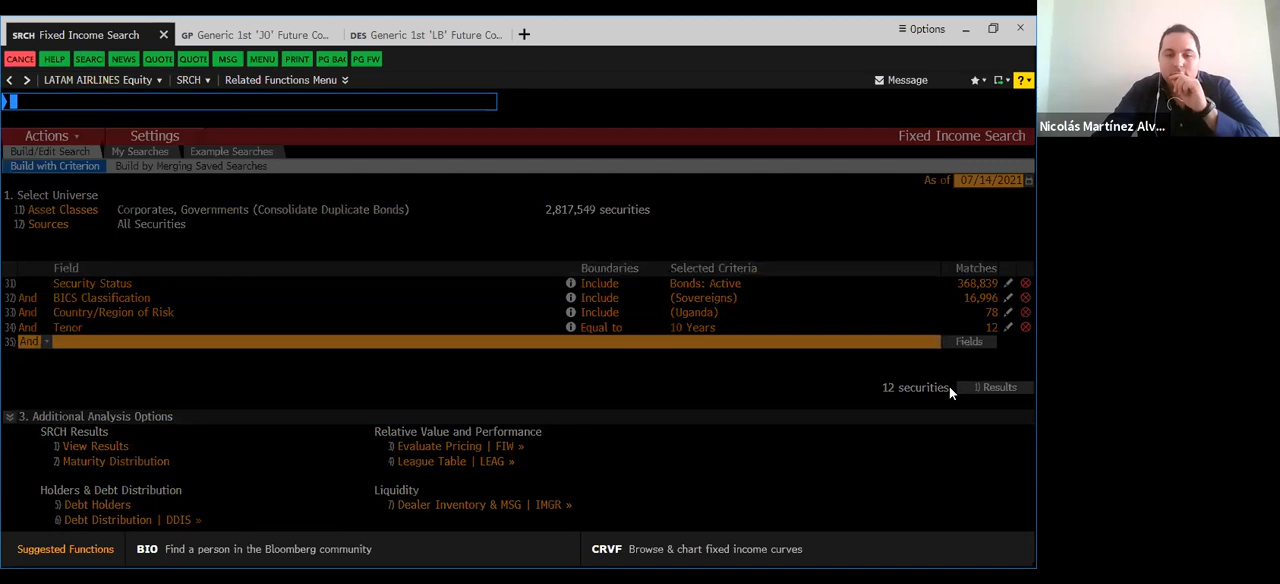 SRCH Fixed Income Search
GP Generic 1st 'JO' Future Co...
DES Generic 1st 'LB' Future Co...
Options
CANCE HELP SEARC NEWS QUOTE QUOTE MSG MENU PRINT PG BAC PG FW
LATAM AIRLINES Equity SRCH Related Functions Menu Message
Nicolás Martínez Alv...
Actions Settings Fixed Income Search
Build/Edit Search My Searches Example Searches
Build with Criterion Build by Merging Saved Searches
As of 07/14/2021
1. Select Universe
11) Asset Classes Corporates, Governments (Consolidate Duplicate Bonds) 2,817,549 securities
12) Sources All Securities
Field Boundaries Selected Criteria Matches
31) Security Status Include Bonds: Active 368,839
32) And BICS Classification Include (Sovereigns) 16,996
33) And Country/Region of Risk Include (Uganda) 78
34) And Tenor Equal to 10 Years 12
35) And Fields
12 securities 1) Results
3. Additional Analysis Options
SRCH Results Relative Value and Performance
1) View Results 3) Evaluate Pricing | FIW »
2) Maturity Distribution 4) League Table | LEAG »
Holders & Debt Distribution Liquidity
5) Debt Holders 7) Dealer Inventory & MSG | IMGR »
6) Debt Distribution | DDIS »
Suggested Functions BIO Find a person in the Bloomberg community CRVF Browse & chart fixed income curves